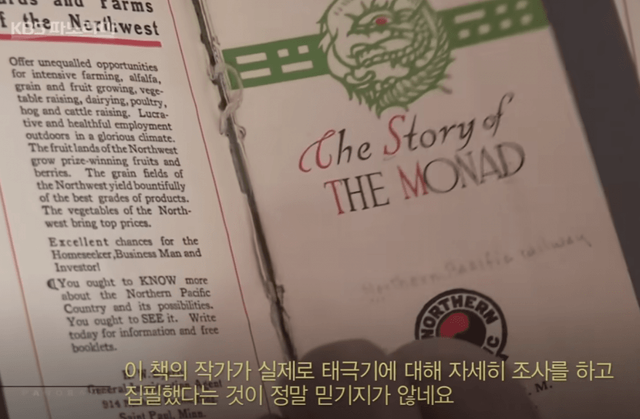 KBS
and Farms
of the Northwest
Offer unequalled opportunities
for intensive farming, alfalfa,
grain and fruit growing, vege-
table raising, dairying, poultry,
hog and cattle raising. Lucra-
tive and healthful employment
outdoors in a glorious climate.
The fruit lands of the Northwest
grow prize-winning fruits and
berries. The grain fields of
the Northwest yield bountifully
of the best grades of products.
The vegetables of the North-
west bring top prices.
Excellent chances for the
Homeseeker, Business Man and
Investor!
You ought to KNOW more
about the Northern Pacific
Country and its possibilities.
You ought to SEE it. Write
today for information and free
booklets.
General
Agent
914
Saint Paul, Minn.
The Story of
THE MONAD
Northern Pacific railway
NORTHERN
M.
이 책의 작가가 실제로 태극기에 대해 자세히 조사를 하고
집필했다는 것이 정말 믿기지가 않네요